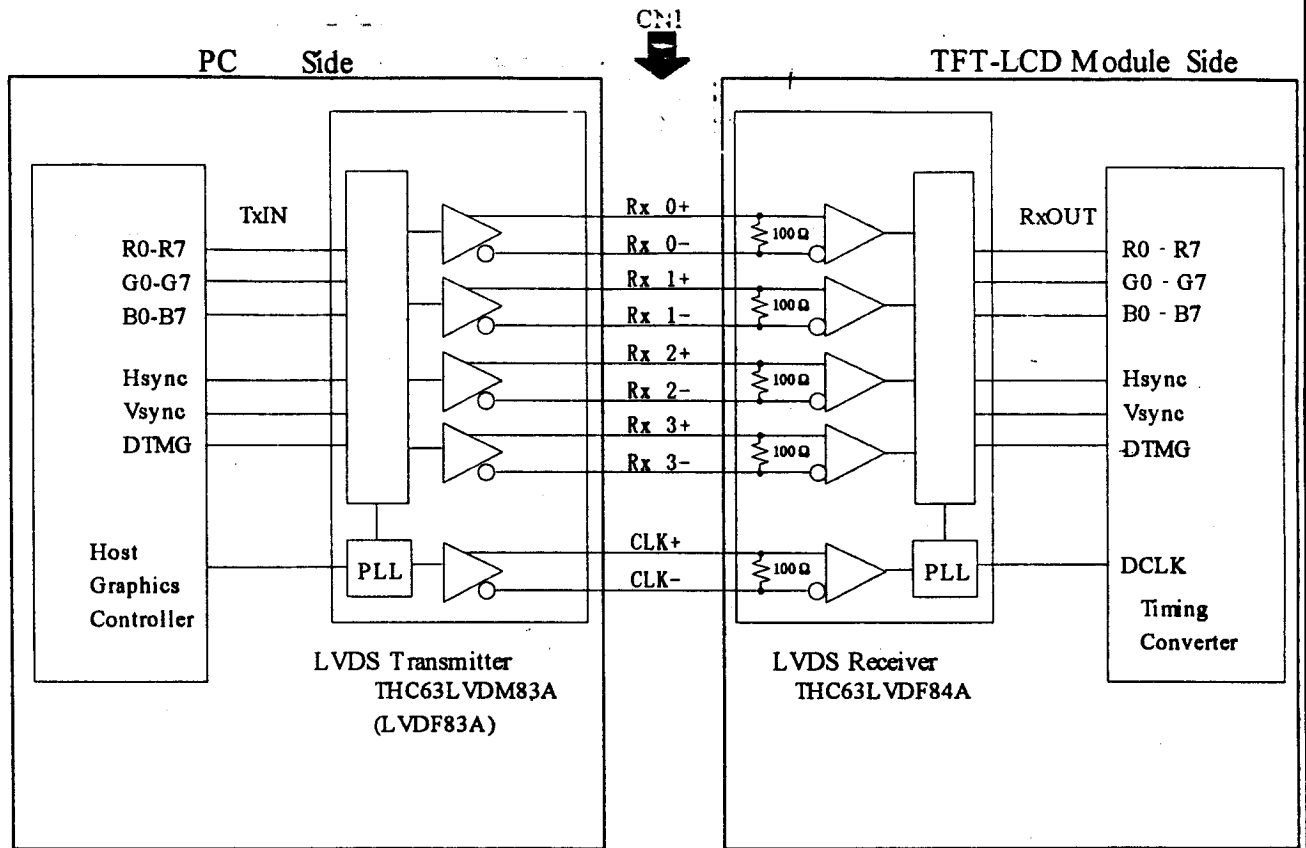 CN1
PC Side
TFT-LCD Module Side
TxIN
R0-R7
G0-G7
B0-B7
Hsync
Vsync
DTMG
Host
Graphics
Controller
PLL
LVDS Transmitter
THC63LVDM83A
(LVDF83A)
Rx 0+
Rx 0-
Rx 1+
Rx 1-
Rx 2+
Rx 2-
Rx 3+
Rx 3-
CLK+
CLK-
100Ω
100Ω
100Ω
100Ω
100Ω
PLL
LVDS Receiver
THC63LVDF84A
RxOUT
R0 - R7
G0 - G7
B0 - B7
Hsync
Vsync
DTMG
DCLK
Timing
Converter